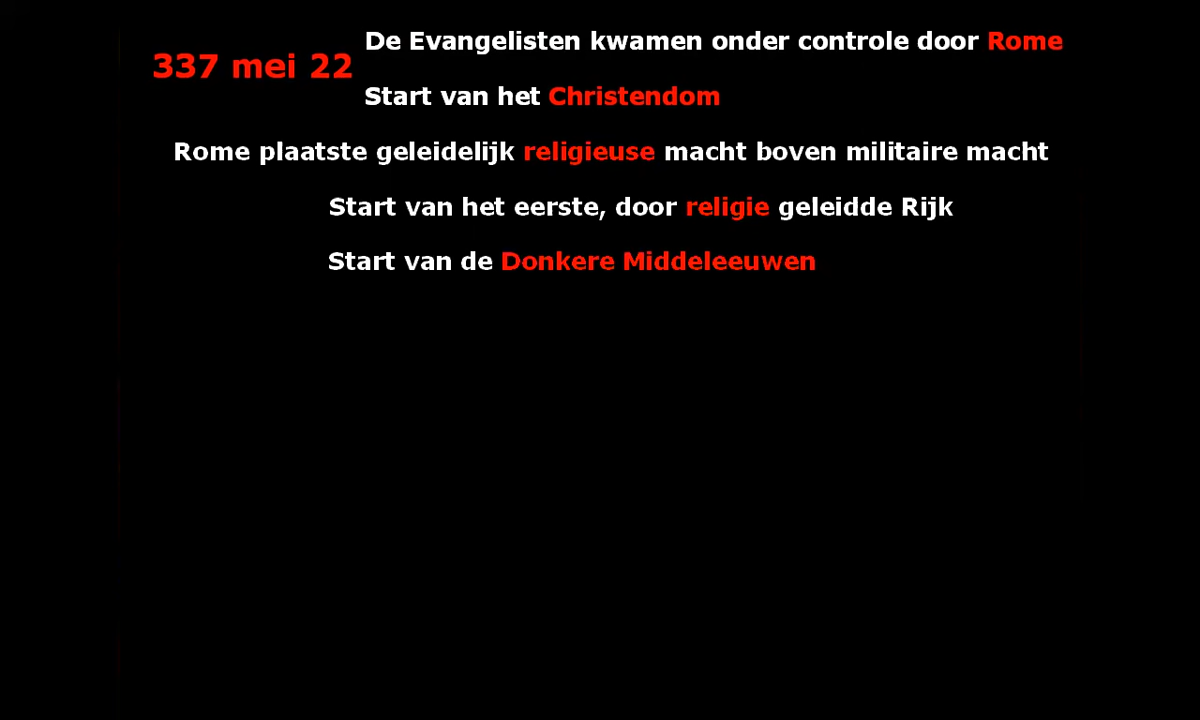 De Evangelisten kwamen onder controle door Rome
337 mei 22
Start van het Christendom
Rome plaatste geleidelijk religieuse macht boven militaire macht
Start van het eerste, door religie geleidde Rijk
Start van de Donkere Middeleeuwen